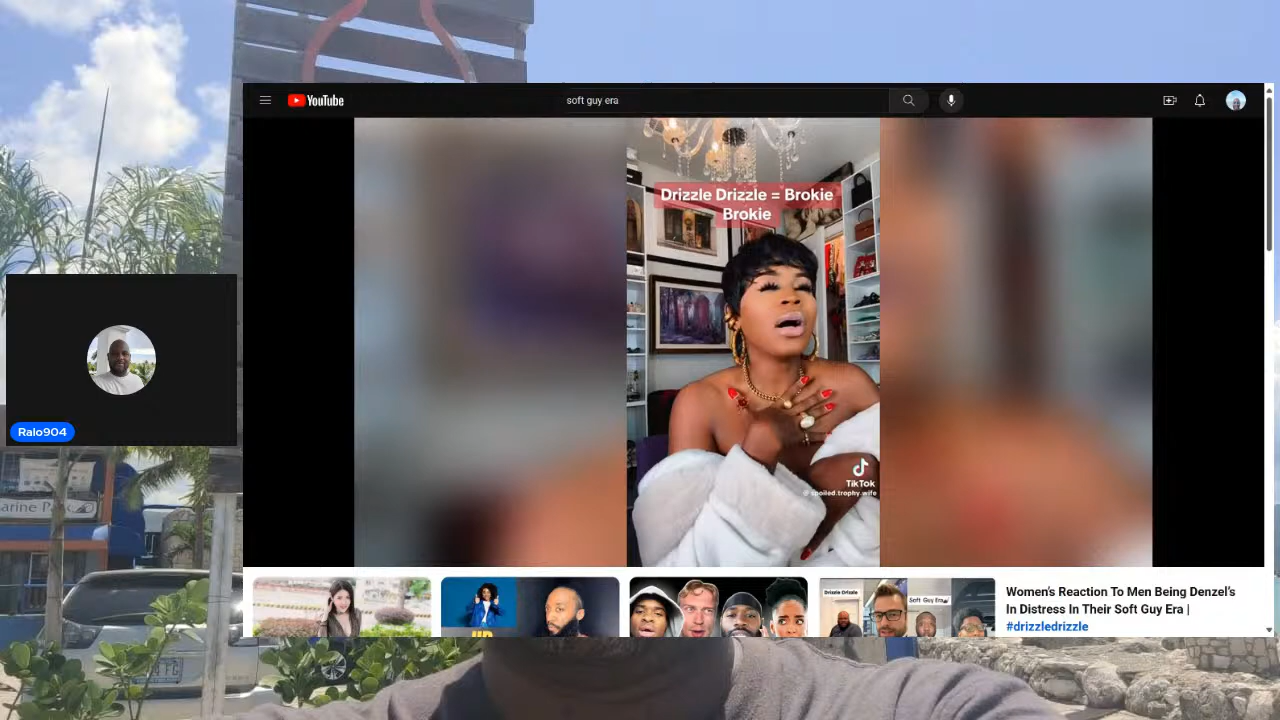 YouTube
soft guy era
Drizzle Drizzle = Brokie
Brokie
TikTok
spoiled.trophy.wife
Ralo904
arine Park
Drizzle Drizzle
Soft Guy Era
Women's Reaction To Men Being Denzel's
In Distress In Their Soft Guy Era |
#drizzledrizzle